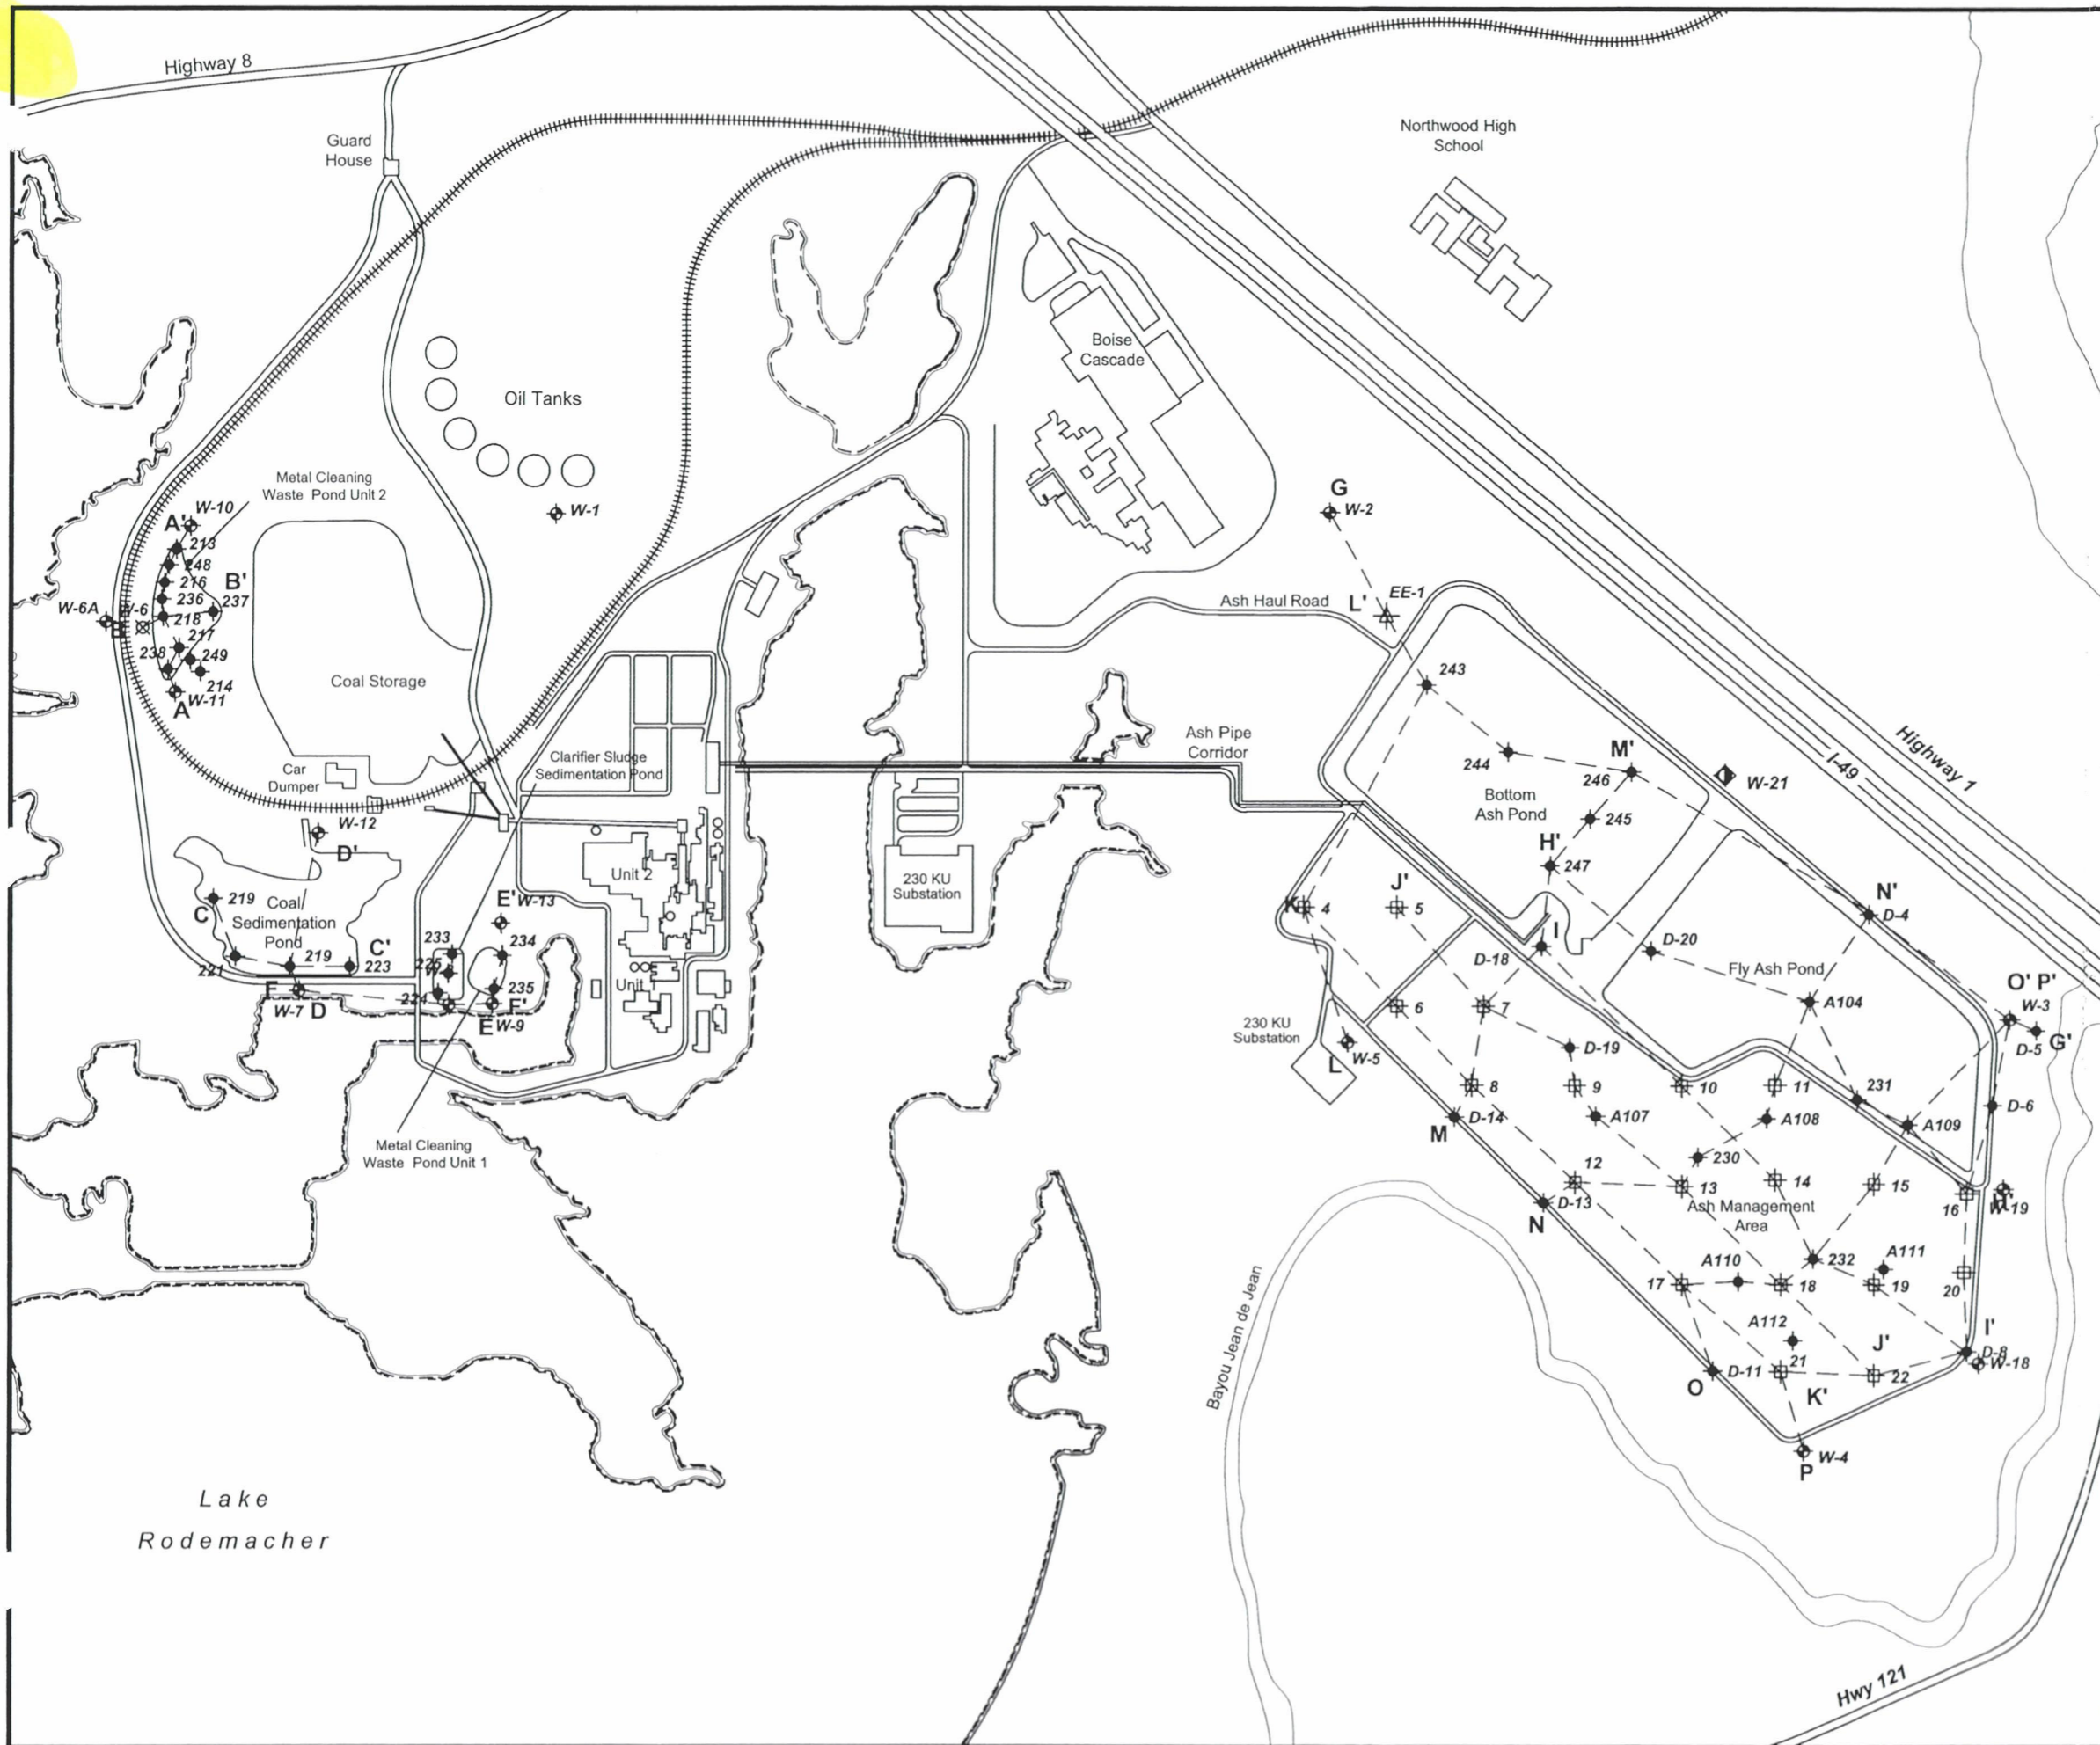 Highway 8
Guard
House
Northwood High
School
Boise
Cascade
Oil Tanks
Metal Cleaning
Waste Pond Unit 2
W-10
A'
213
248
216
236
B'
237
W-6A
W-6
B
218
217
238
249
214
W-11
A
W-1
G
W-2
Ash Haul Road
L'
EE-1
243
Coal Storage
Ash Pipe
Corridor
Clarifier Sludge
Sedimentation Pond
Car
Dumper
244
M'
246
W-21
Highway 1
I-49
Bottom
Ash Pond
245
W-12
D'
H'
247
Unit 2
230 KU
Substation
J'
K
4
5
N'
D-4
219
C
Coal
Sedimentation
Pond
E'
W-13
233
234
C'
221
219
223
225
I
D-18
D-20
Fly Ash Pond
O' P'
W-3
F
W-7
D
224
235
F'
E
W-9
Unit 1
6
7
A104
D-5
G'
230 KU
Substation
L
W-5
D-19
8
9
10
11
231
D-6
M
D-14
A107
A108
A109
Metal Cleaning
Waste Pond Unit 1
230
12
13
14
15
16
H'
W-19
N
D-13
Ash Management
Area
A110
232
A111
17
18
19
20
Bayou Jean de Jean
A112
J'
I'
D-8
W-18
O
D-11
21
22
K'
W-4
P
Lake
Rodemacher
Hwy 121